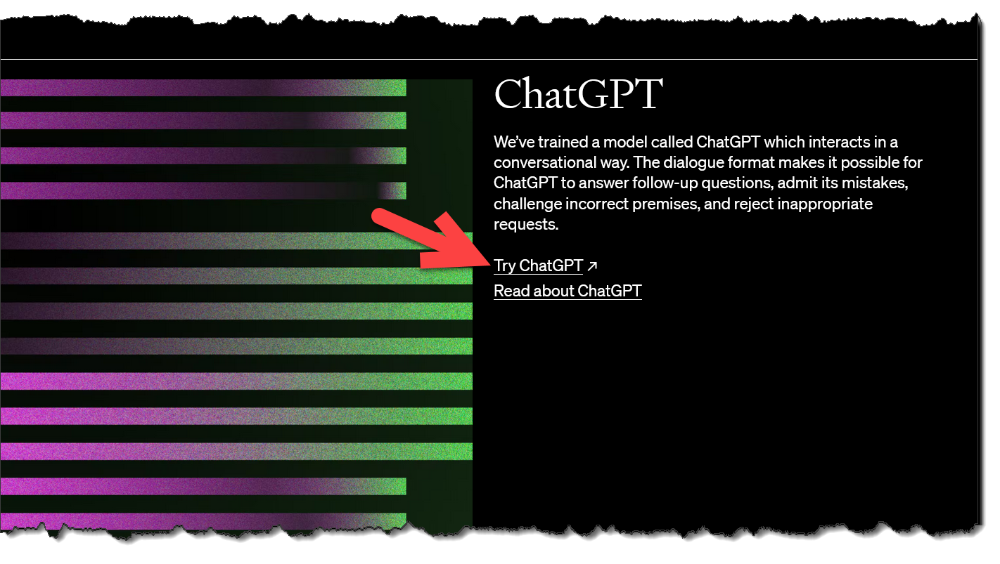 ChatGPT
We’ve trained a model called ChatGPT which interacts in a
conversational way. The dialogue format makes it possible for
ChatGPT to answer follow-up questions, admit its mistakes,
challenge incorrect premises, and reject inappropriate
requests.
Try ChatGPT ↗
Read about ChatGPT